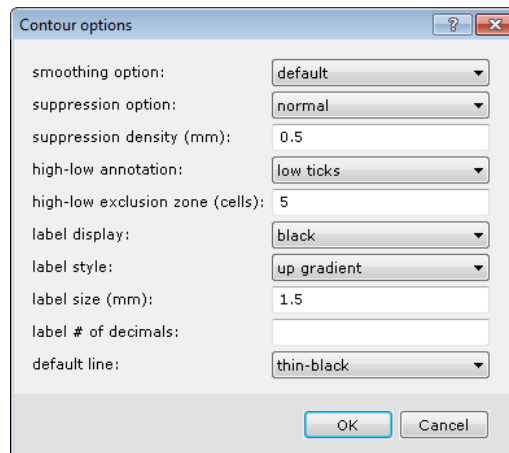 Contour options
?
smoothing option: default
suppression option: normal
suppression density (mm): 0.5
high-low annotation: low ticks
high-low exclusion zone (cells): 5
label display: black
label style: up gradient
label size (mm): 1.5
label # of decimals:
default line: thin-black
OK Cancel